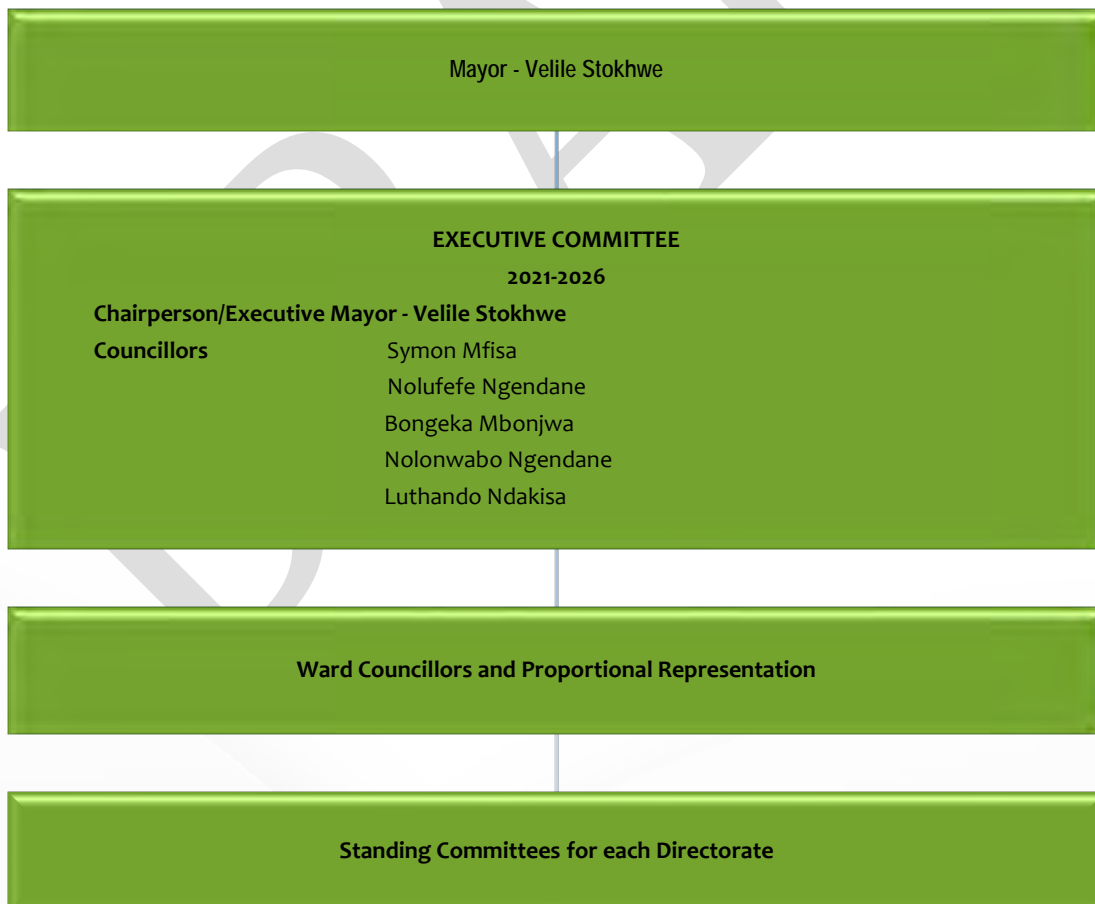 Mayor - Velile Stokhwe
EXECUTIVE COMMITTEE
2021-2026
Chairperson/Executive Mayor - Velile Stokhwe
Councillors Symon Mfisa
Nolufefe Ngendane
Bongeka Mbonjwa
Nolonwabo Ngendane
Luthando Ndakisa
Ward Councillors and Proportional Representation
Standing Committees for each Directorate